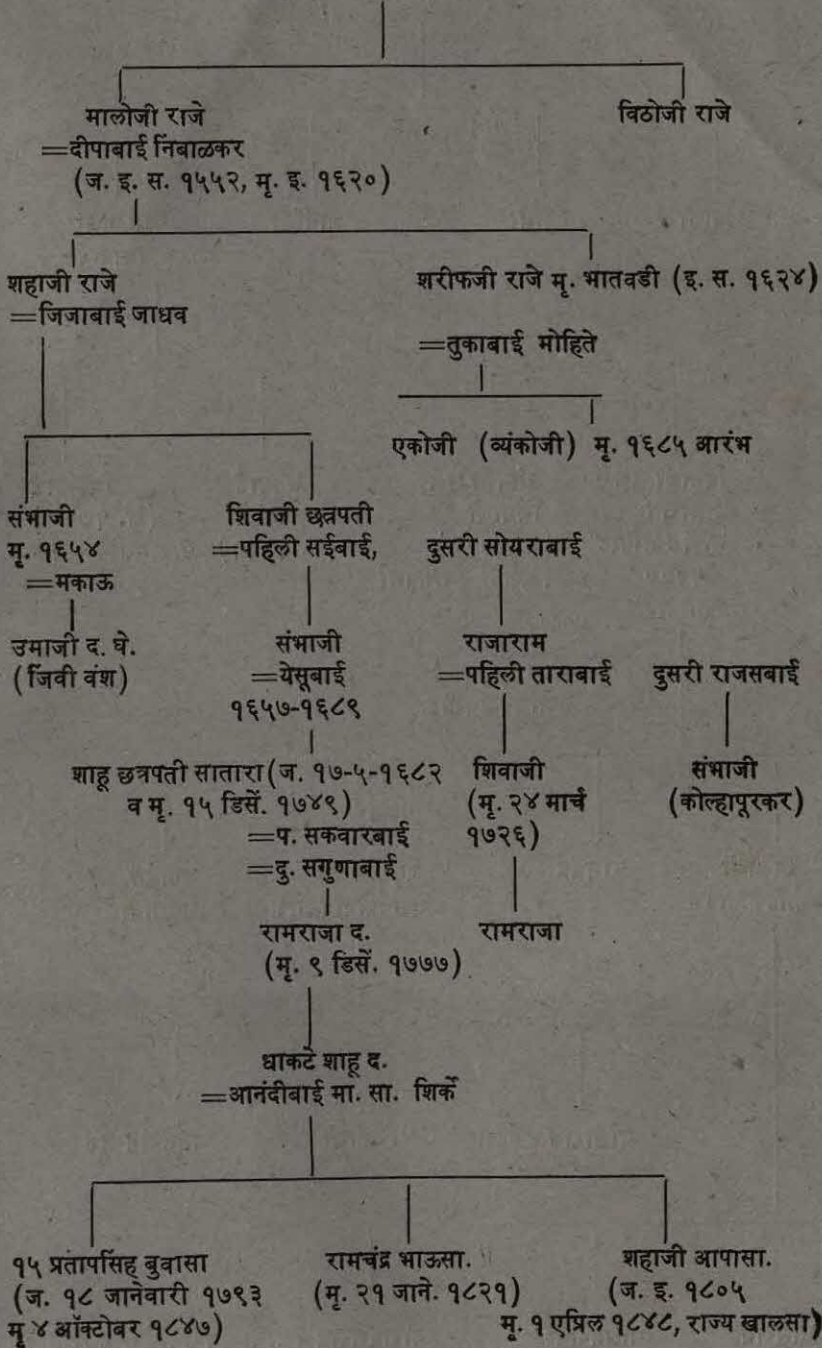 मालोजी राजे विठोजी राजे
=दीपाबाई निंबाळकर
(ज. इ. स. १५५२, मृ. इ. १६२०)
शहाजी राजे शरीफजी राजे मृ. भातवडी (इ. स. १६२४)
=जिजाबाई जाधव
=तुकाबाई मोहिते
एकोजी (व्यंकोजी) मृ. १६८५ आरंभ
संभाजी शिवाजी छत्रपती
मृ. १६५४ =पहिली सईबाई, दुसरी सोयराबाई
=मकाऊ
उमाजी द. घे. संभाजी राजाराम
(जिंवी वंश) =येसूबाई =पहिली ताराबाई दुसरी राजसबाई
१६५७-१६८९
शाहू छत्रपती सातारा (ज. १७-५-१६८२ शिवाजी संभाजी
व मृ. १५ डिसें. १७४९) (मृ. २४ मार्च (कोल्हापूरकर)
=प. सकवारबाई १७२६)
=दु. सगुणाबाई
रामराजा द. रामराजा
(मृ. ९ डिसें. १७७७)
धाकटे शाहू द.
=आनंदीबाई मा. सा. शिर्के
१५ प्रतापसिंह बुवासा रामचंद्र भाऊसा. शहाजी आपासा.
(ज. १८ जानेवारी १७९३ (मृ. २१ जाने. १८२१) (ज. इ. १८०५
मृ ४ ऑक्टोबर १८४७) मृ. १ एप्रिल १८४८, राज्य खालसा)